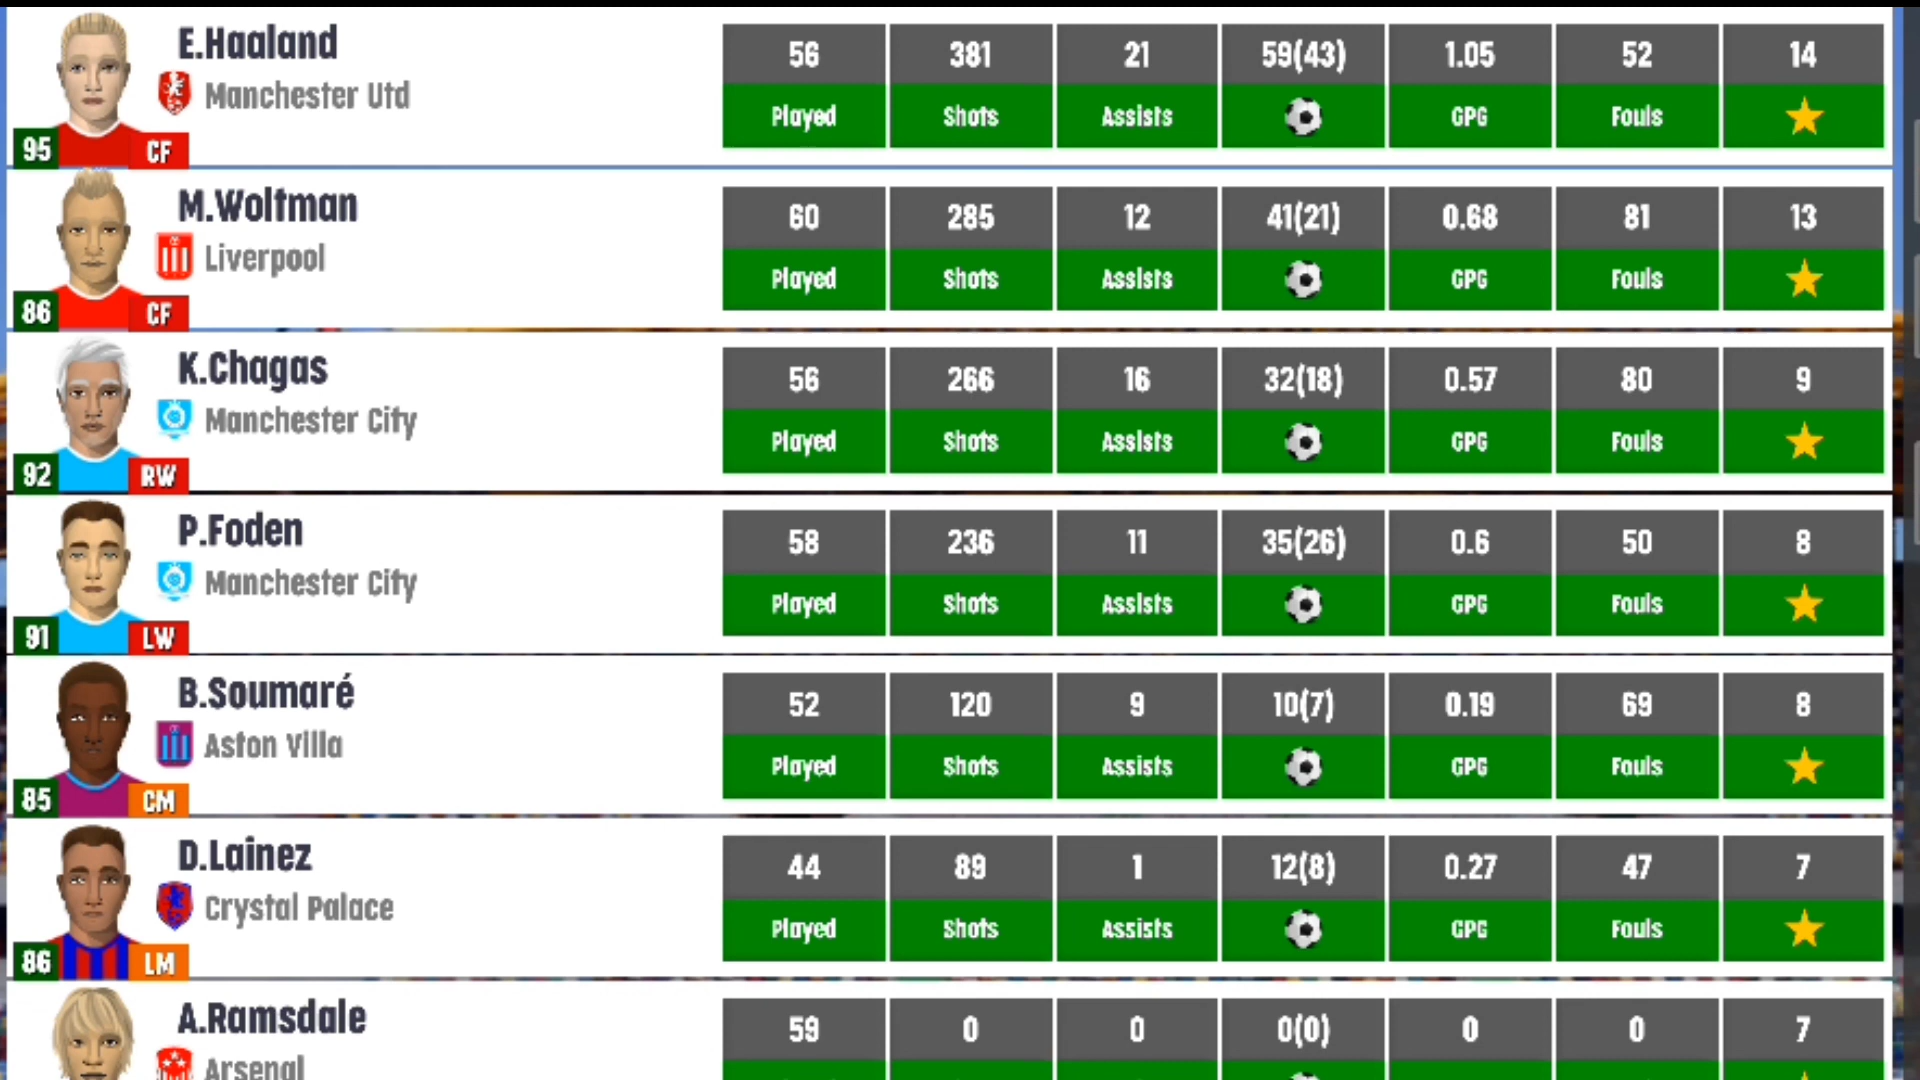 E.Haaland
Manchester Utd
95 CF
56 381 21 59(43) 1.05 52 14
Played Shots Assists GPG Fouls
M.Woltman
Liverpool
86 CF
60 285 12 41(21) 0.68 81 13
Played Shots Assists GPG Fouls
K.Chagas
Manchester City
92 RW
56 266 16 32(18) 0.57 80 9
Played Shots Assists GPG Fouls
P.Foden
Manchester City
91 LW
58 236 11 35(26) 0.6 50 8
Played Shots Assists GPG Fouls
B.Soumaré
Aston Villa
85 CM
52 120 9 10(7) 0.19 69 8
Played Shots Assists GPG Fouls
D.Lainez
Crystal Palace
86 LM
44 89 1 12(8) 0.27 47 7
Played Shots Assists GPG Fouls
A.Ramsdale
Arsenal
59 0 0 0(0) 0 0 7